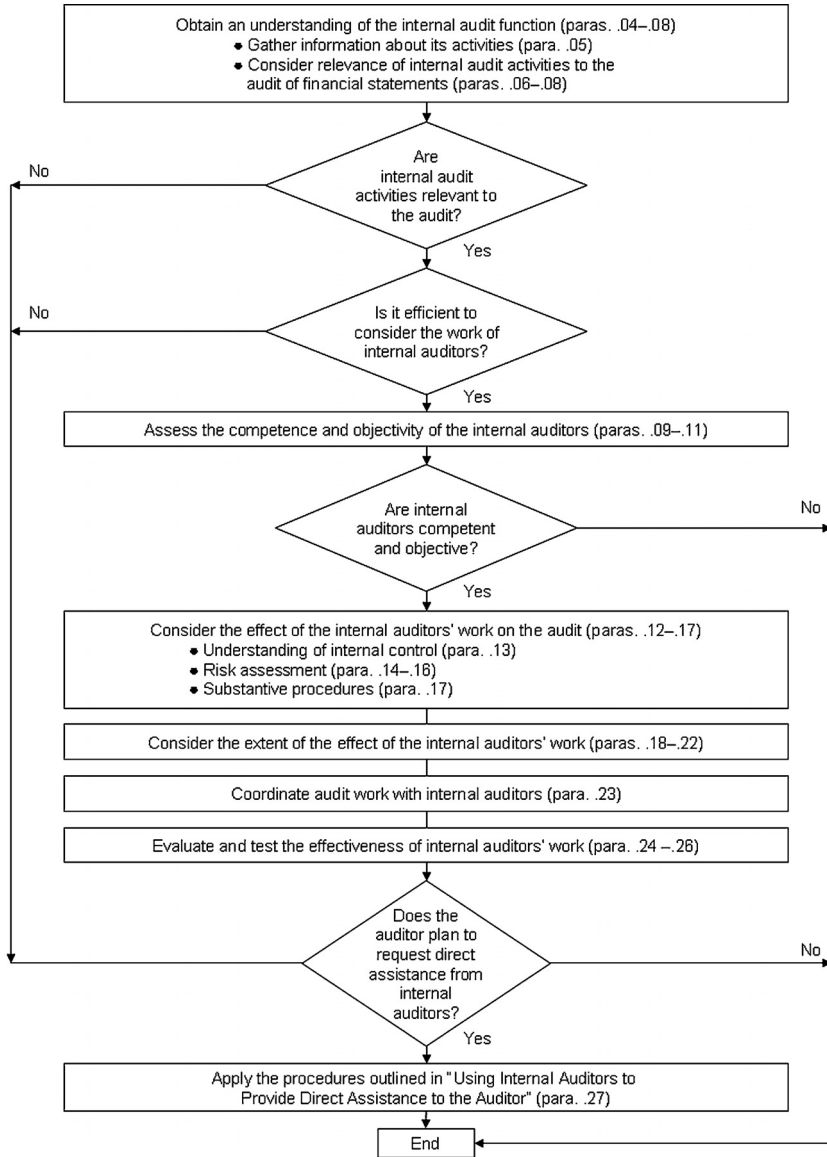 Obtain an understanding of the internal audit function (paras. .04–.08)
● Gather information about its activities (para. .05)
● Consider relevance of internal audit activities to the
audit of financial statements (paras. .06–.08)
Are
internal audit
activities relevant to
the audit?
No
Yes
Is it efficient to
consider the work of
internal auditors?
No
Yes
Assess the competence and objectivity of the internal auditors (paras. .09–.11)
Are internal
auditors competent
and objective?
No
Yes
Consider the effect of the internal auditors' work on the audit (paras. .12–.17)
● Understanding of internal control (para. .13)
● Risk assessment (para. .14–.16)
● Substantive procedures (para. .17)
Consider the extent of the effect of the internal auditors' work (paras. .18–.22)
Coordinate audit work with internal auditors (para. .23)
Evaluate and test the effectiveness of internal auditors' work (para. .24 –.26)
Does the
auditor plan to
request direct
assistance from
internal
auditors?
No
Yes
Apply the procedures outlined in "Using Internal Auditors to
Provide Direct Assistance to the Auditor" (para. .27)
End